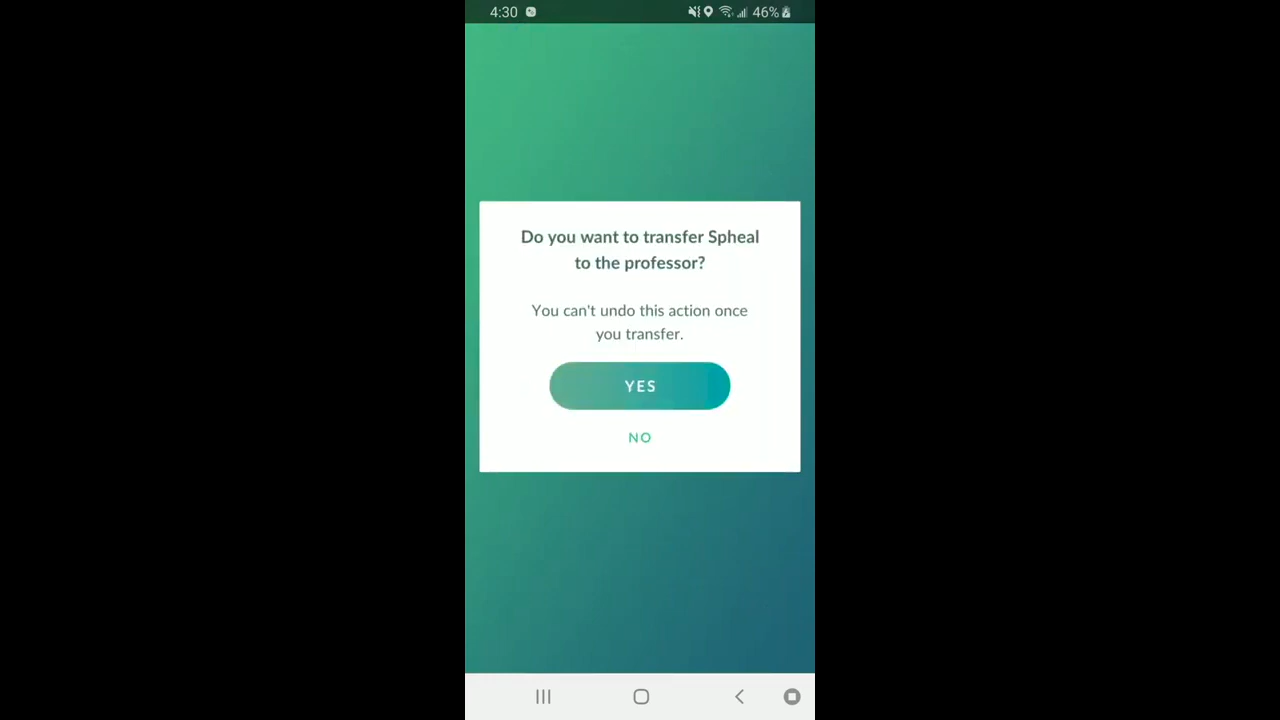 4:30
46%
Do you want to transfer Spheal
to the professor?
You can't undo this action once
you transfer.
YES
NO